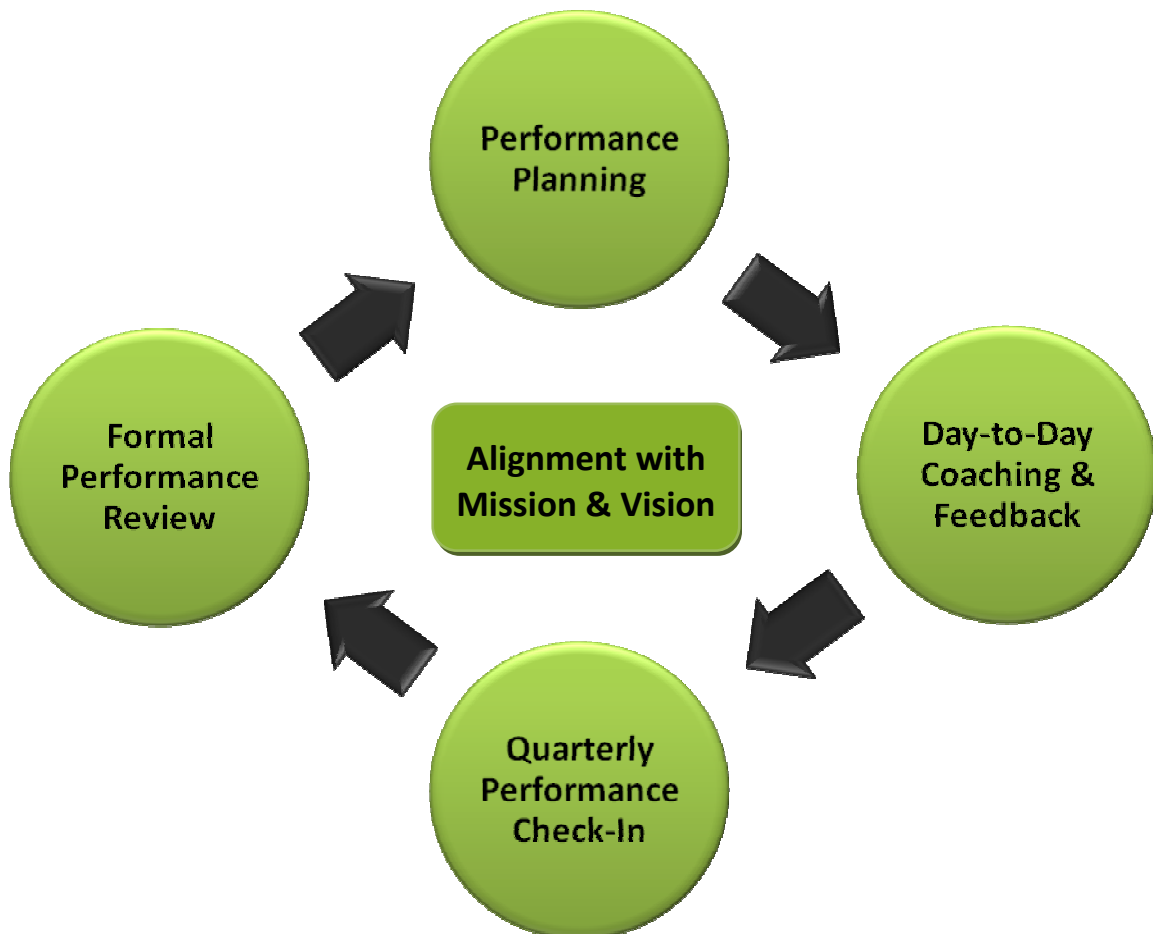 Performance
Planning
Day-to-Day
Coaching &
Feedback
Quarterly
Performance
Check-In
Formal
Performance
Review
Alignment with
Mission & Vision